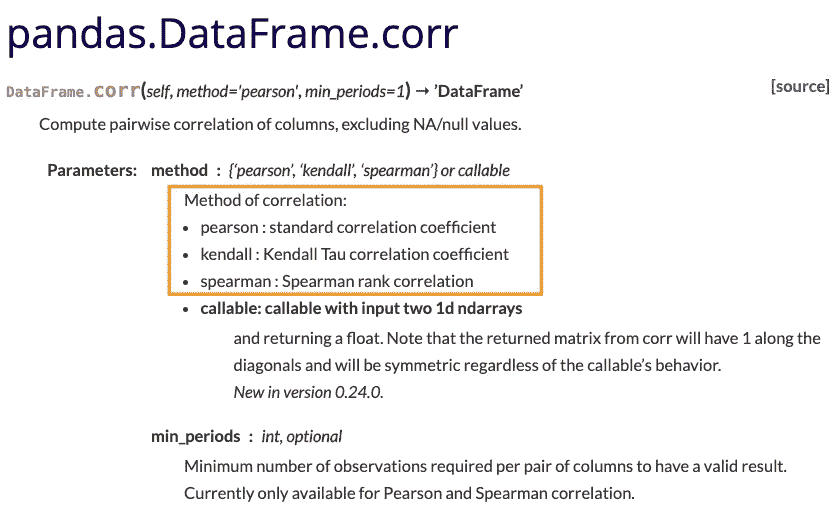 pandas.DataFrame.corr
DataFrame.corr(self, method='pearson', min_periods=1) → 'DataFrame' [source]
Compute pairwise correlation of columns, excluding NA/null values.
Parameters: method : {‘pearson’, ‘kendall’, ‘spearman’} or callable
Method of correlation:
• pearson : standard correlation coefficient
• kendall : Kendall Tau correlation coefficient
• spearman : Spearman rank correlation
• callable: callable with input two 1d ndarrays
and returning a float. Note that the returned matrix from corr will have 1 along the
diagonals and will be symmetric regardless of the callable’s behavior.
New in version 0.24.0.
min_periods : int, optional
Minimum number of observations required per pair of columns to have a valid result.
Currently only available for Pearson and Spearman correlation.